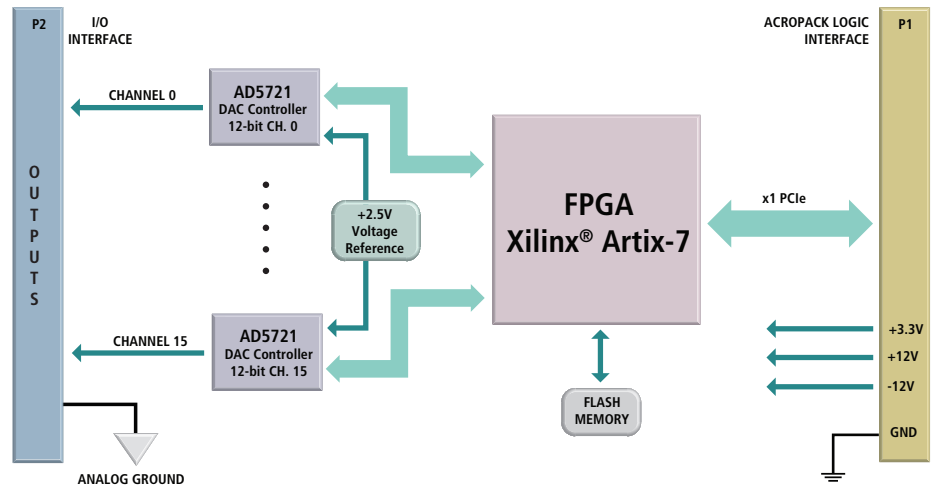 P2
I/O
INTERFACE
ACROPACK LOGIC
INTERFACE
P1
CHANNEL 0
AD5721
DAC Controller
12-bit CH. 0
OUTPUTS
+2.5V
Voltage
Reference
FPGA
Xilinx® Artix-7
x1 PCIe
CHANNEL 15
AD5721
DAC Controller
12-bit CH. 15
+3.3V
+12V
-12V
FLASH
MEMORY
GND
ANALOG GROUND